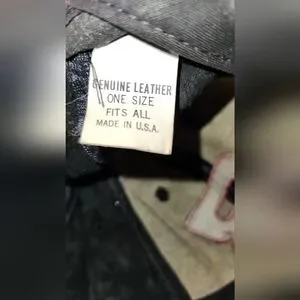 GENUINE LEATHER
ONE SIZE
FITS ALL
MADE IN U.S.A.